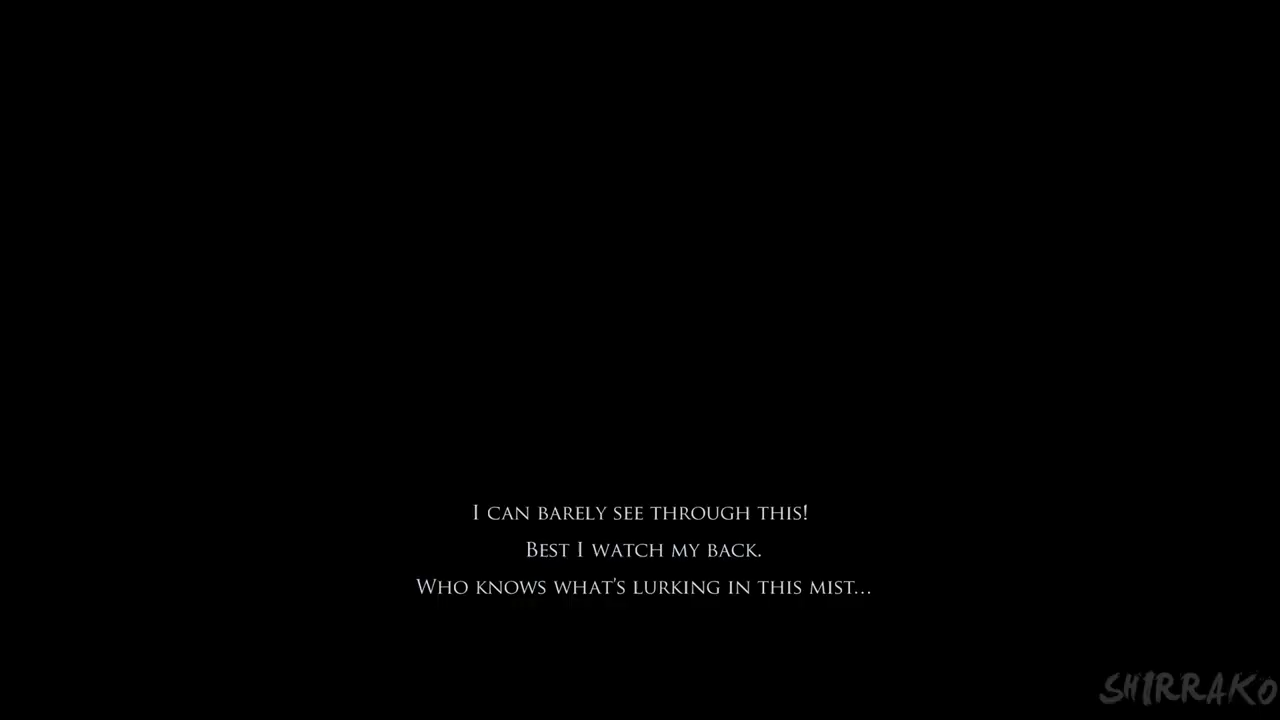 I can barely see through this!
Best I watch my back.
Who knows what's lurking in this mist...
SHIRRAKO